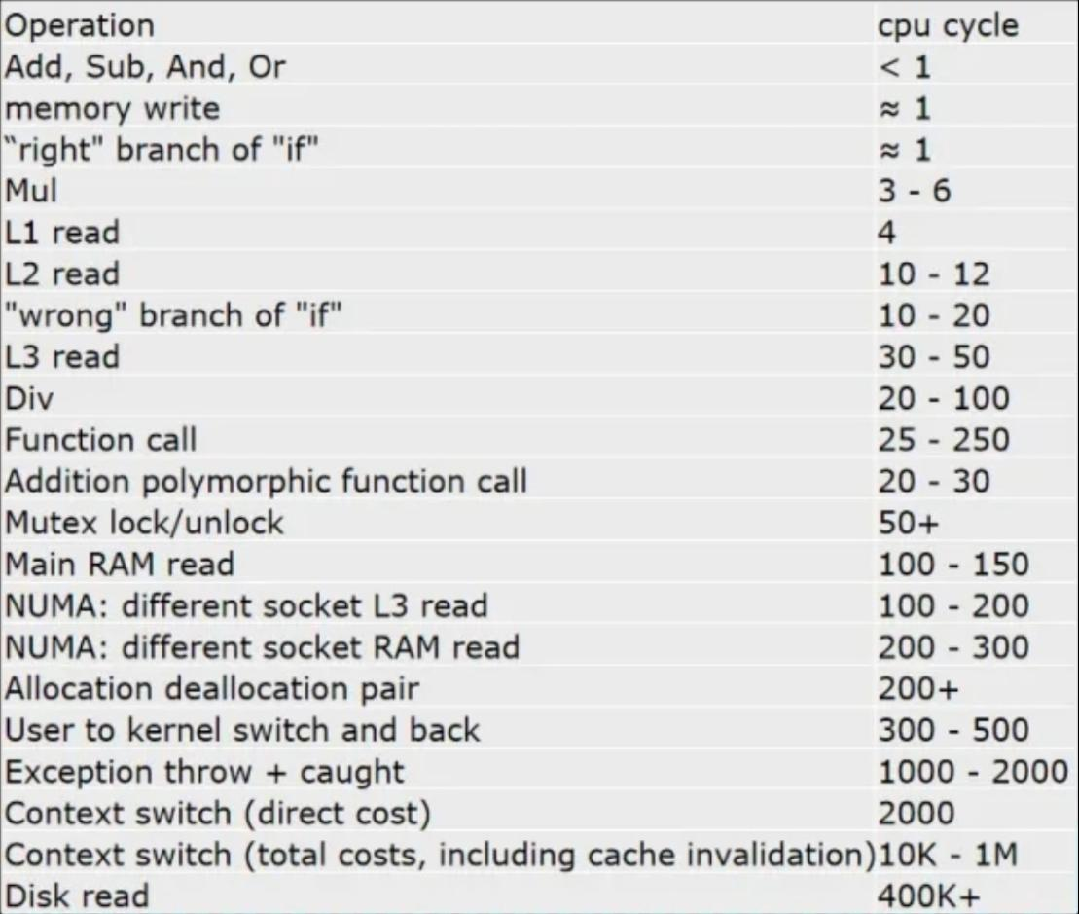 Operation cpu cycle
Add, Sub, And, Or < 1
memory write ≈ 1
“right" branch of "if" ≈ 1
Mul 3 - 6
L1 read 4
L2 read 10 - 12
"wrong" branch of "if" 10 - 20
L3 read 30 - 50
Div 20 - 100
Function call 25 - 250
Addition polymorphic function call 20 - 30
Mutex lock/unlock 50+
Main RAM read 100 - 150
NUMA: different socket L3 read 100 - 200
NUMA: different socket RAM read 200 - 300
Allocation deallocation pair 200+
User to kernel switch and back 300 - 500
Exception throw + caught 1000 - 2000
Context switch (direct cost) 2000
Context switch (total costs, including cache invalidation) 10K - 1M
Disk read 400K+